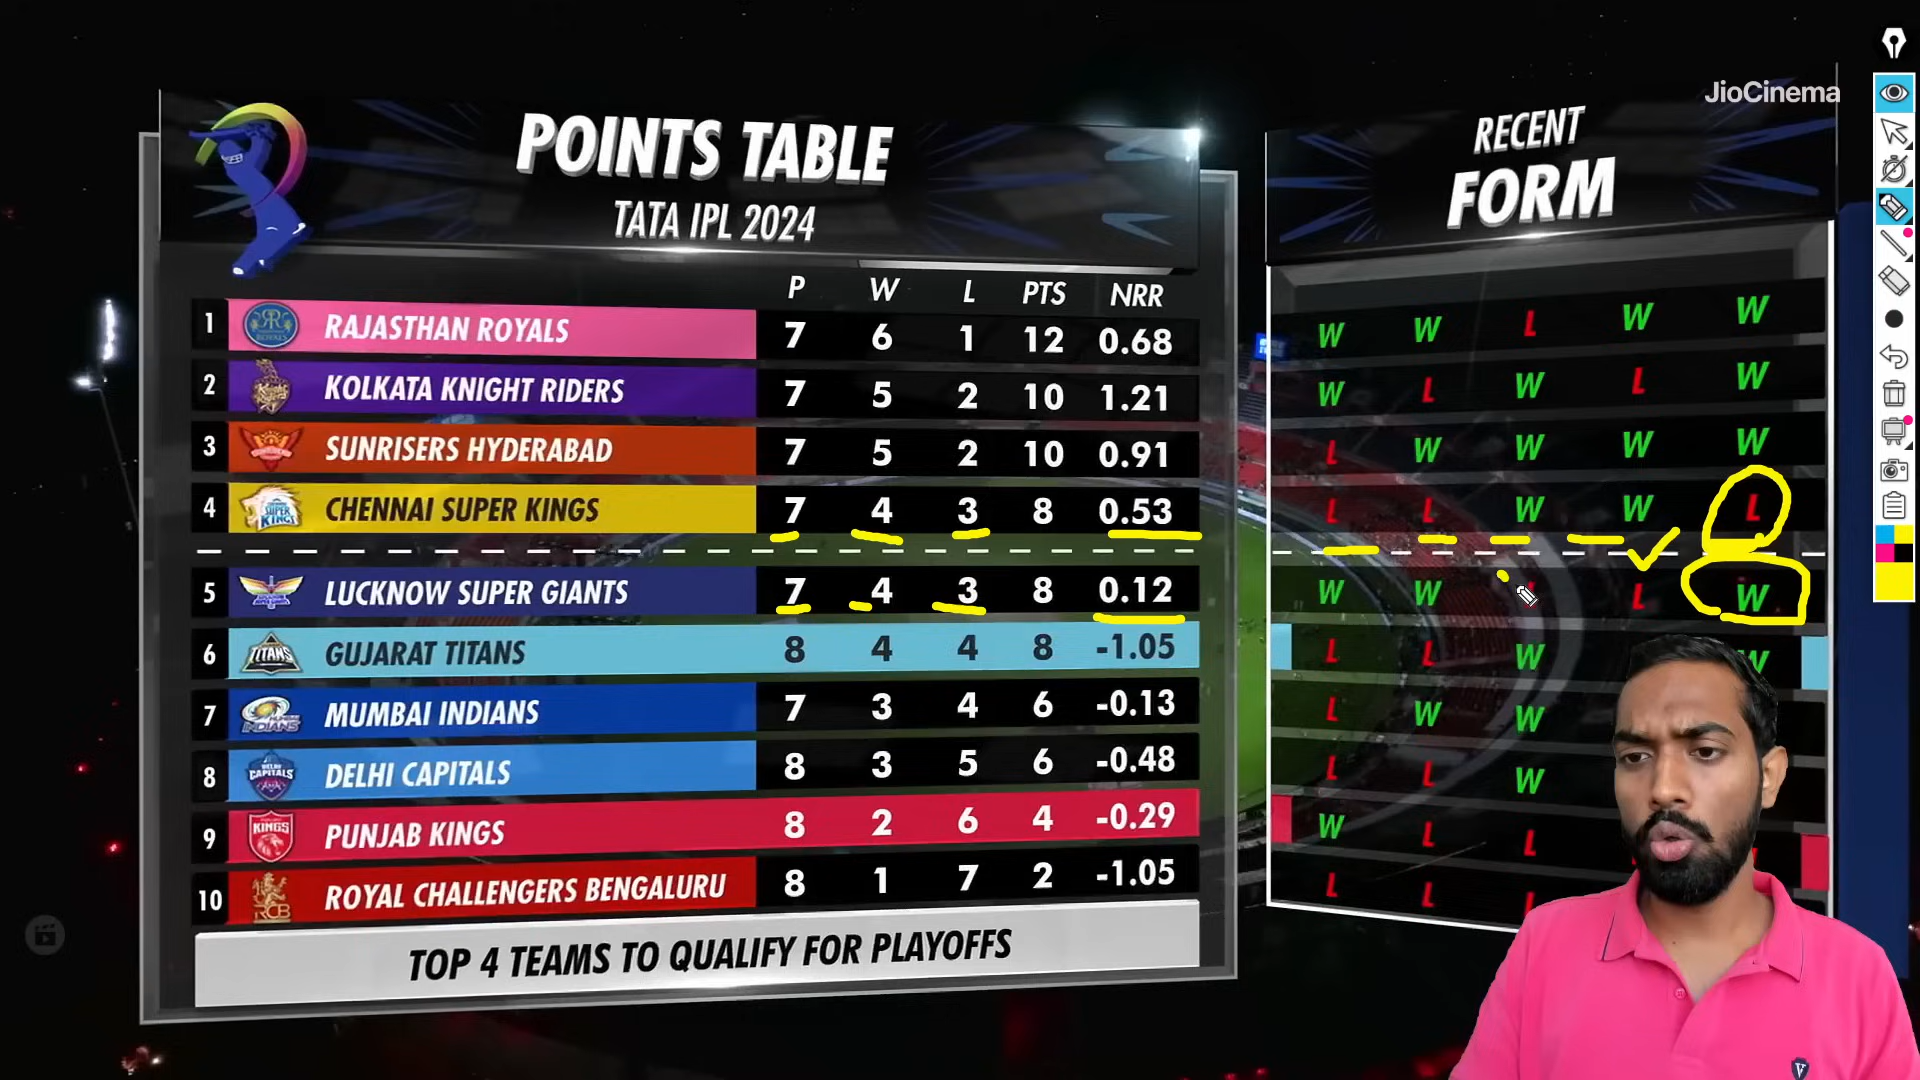 JioCinema
POINTS TABLE
TATA IPL 2024
P W L PTS NRR
1 RAJASTHAN ROYALS 7 6 1 12 0.68
2 KOLKATA KNIGHT RIDERS 7 5 2 10 1.21
3 SUNRISERS HYDERABAD 7 5 2 10 0.91
4 CHENNAI SUPER KINGS 7 4 3 8 0.53
5 LUCKNOW SUPER GIANTS 7 4 3 8 0.12
6 GUJARAT TITANS 8 4 4 8 -1.05
7 MUMBAI INDIANS 7 3 4 6 -0.13
8 DELHI CAPITALS 8 3 5 6 -0.48
9 PUNJAB KINGS 8 2 6 4 -0.29
10 ROYAL CHALLENGERS BENGALURU 8 1 7 2 -1.05
TOP 4 TEAMS TO QUALIFY FOR PLAYOFFS
RECENT
FORM
W W L W W
W L W L W
L W W W W
L L W W L
W W L L W
L L W W
L W W
L L W
W L L L
L L L